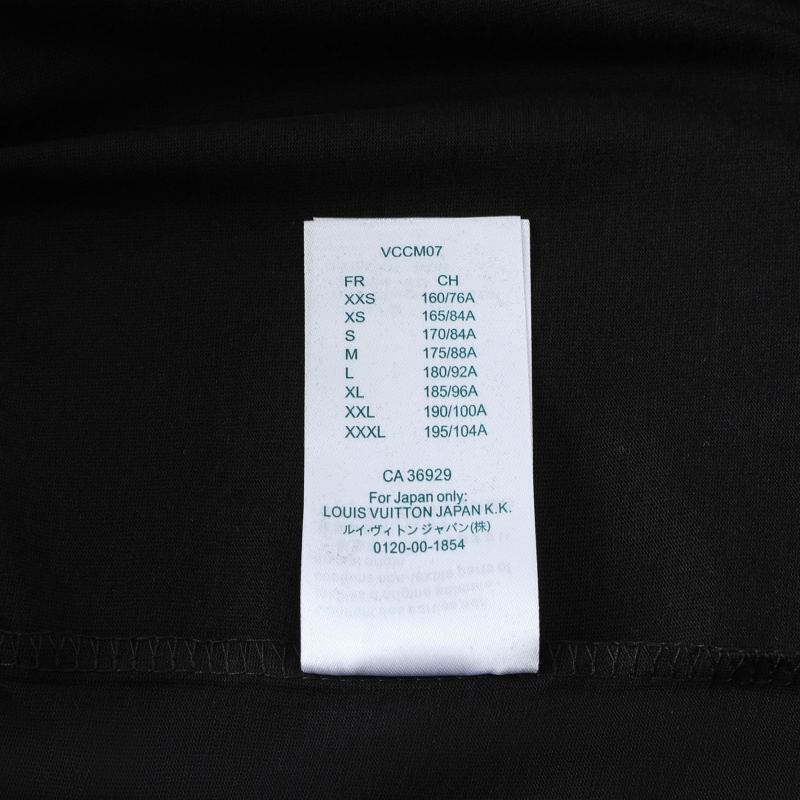 VCCM07
FR CH
XXS 160/76A
XS 165/84A
S 170/84A
M 175/88A
L 180/92A
XL 185/96A
XXL 190/100A
XXXL 195/104A
CA 36929
For Japan only:
LOUIS VUITTON JAPAN K.K.
ルイ·ヴィトン ジャパン(株)
0120-00-1854